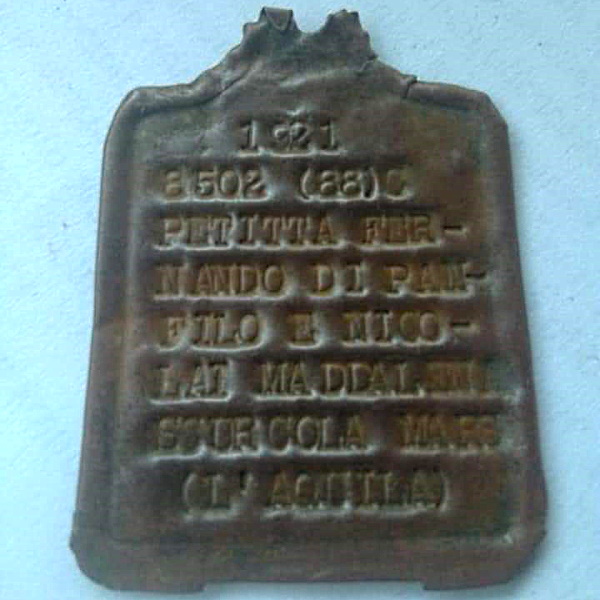 1921
8502 (88) C
PETITTA FER-
NANDO DI PAN-
FILO E NICO-
LAI MADDALENA
SCURCOLA MARS
(L'AQUILA)